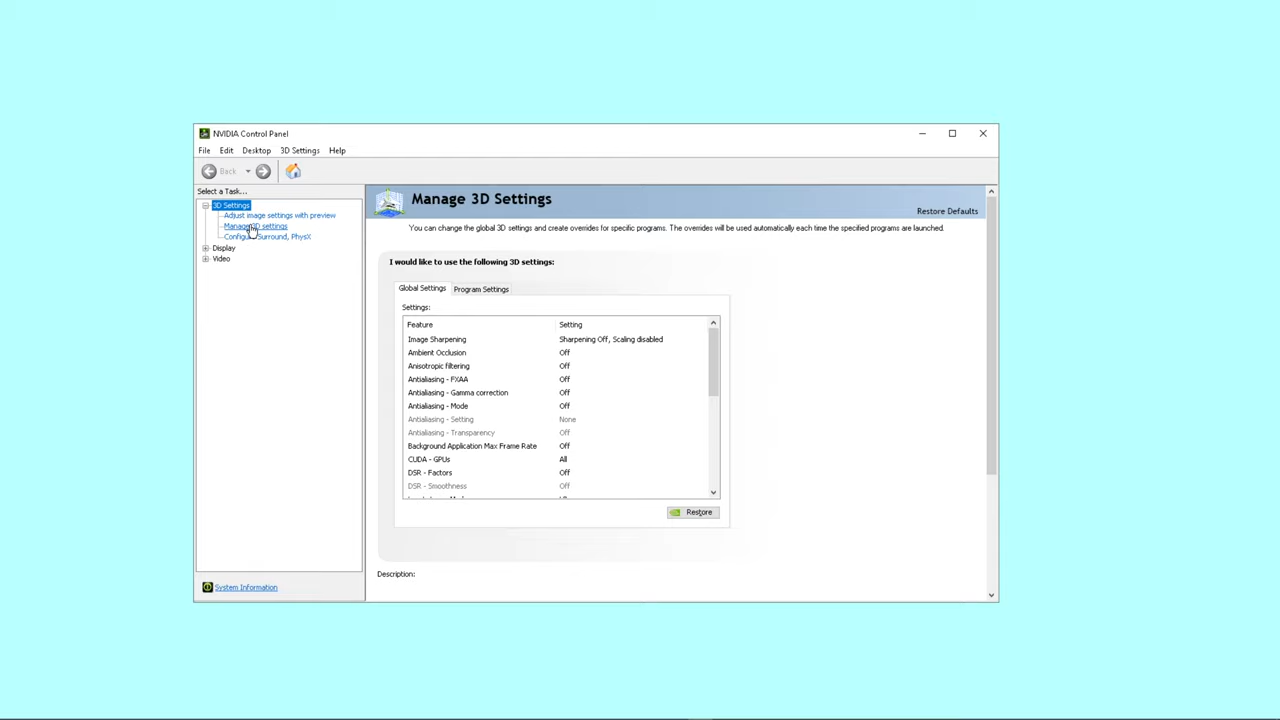 NVIDIA Control Panel
File Edit Desktop 3D Settings Help
Back
Select a Task...
3D Settings
Adjust image settings with preview
Manage 3D settings
Configure Surround, PhysX
Display
Video
System Information
Manage 3D Settings
Restore Defaults
You can change the global 3D settings and create overrides for specific programs. The overrides will be used automatically each time the specified programs are launched.
I would like to use the following 3D settings:
Global Settings Program Settings
Settings:
Feature Setting
Image Sharpening Sharpening Off, Scaling disabled
Ambient Occlusion Off
Anisotropic filtering Off
Antialiasing - FXAA Off
Antialiasing - Gamma correction Off
Antialiasing - Mode Off
Antialiasing - Setting None
Antialiasing - Transparency Off
Background Application Max Frame Rate Off
CUDA - GPUs All
DSR - Factors Off
DSR - Smoothness Off
Restore
Description: